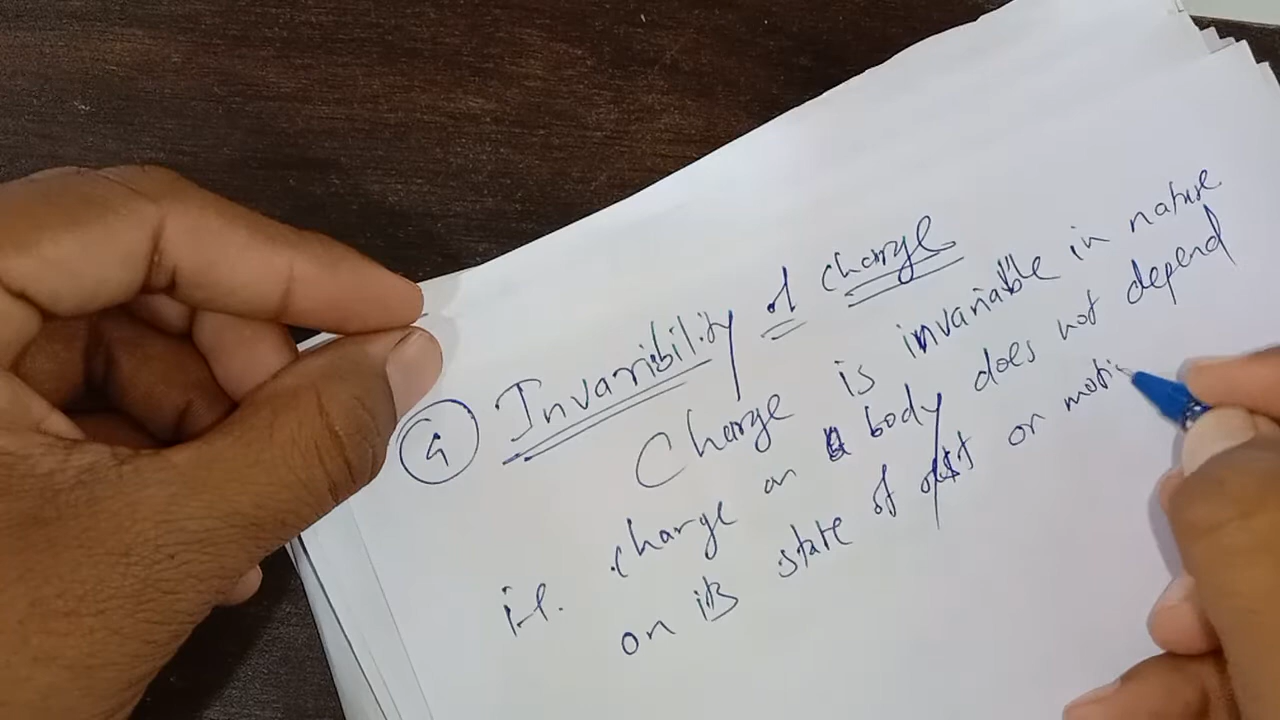 4 Invarribility of charge
Charge is invariable in nature
i.e. charge on a body does not depend
on its state of rest or moti